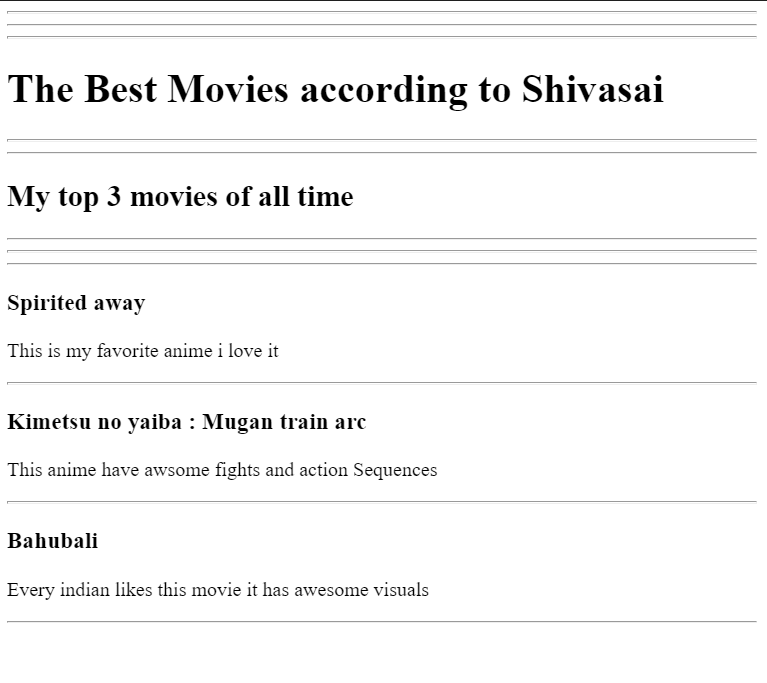 The Best Movies according to Shivasai
My top 3 movies of all time
Spirited away
This is my favorite anime i love it
Kimetsu no yaiba : Mugan train arc
This anime have awsome fights and action Sequences
Bahubali
Every indian likes this movie it has awesome visuals